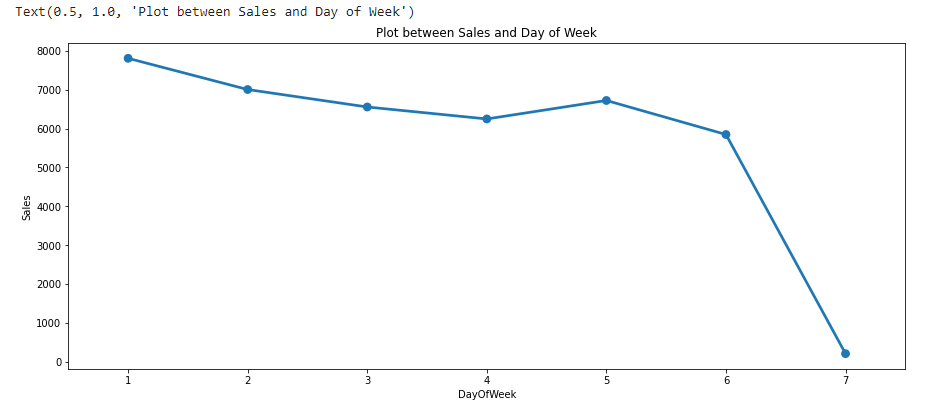 Text(0.5, 1.0, 'Plot between Sales and Day of Week')
Plot between Sales and Day of Week
8000
7000
6000
5000
4000
3000
2000
1000
0
Sales
1 2 3 4 5 6 7
DayOfWeek